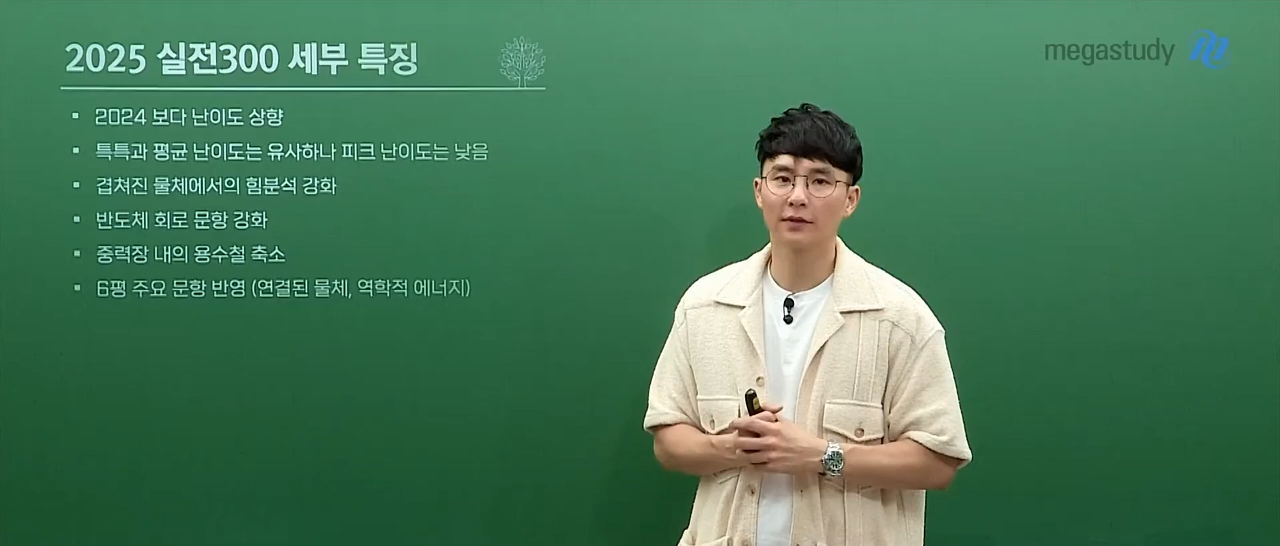 2025 실전300 세부 특징
megastudy
2024 보다 난이도 상향
특특과 평균 난이도는 유사하나 피크 난이도는 낮음
겹쳐진 물체에서의 힘분석 강화
반도체 회로 문항 강화
중력장 내의 용수철 축소
6평 주요 문항 반영 (연결된 물체, 역학적 에너지)